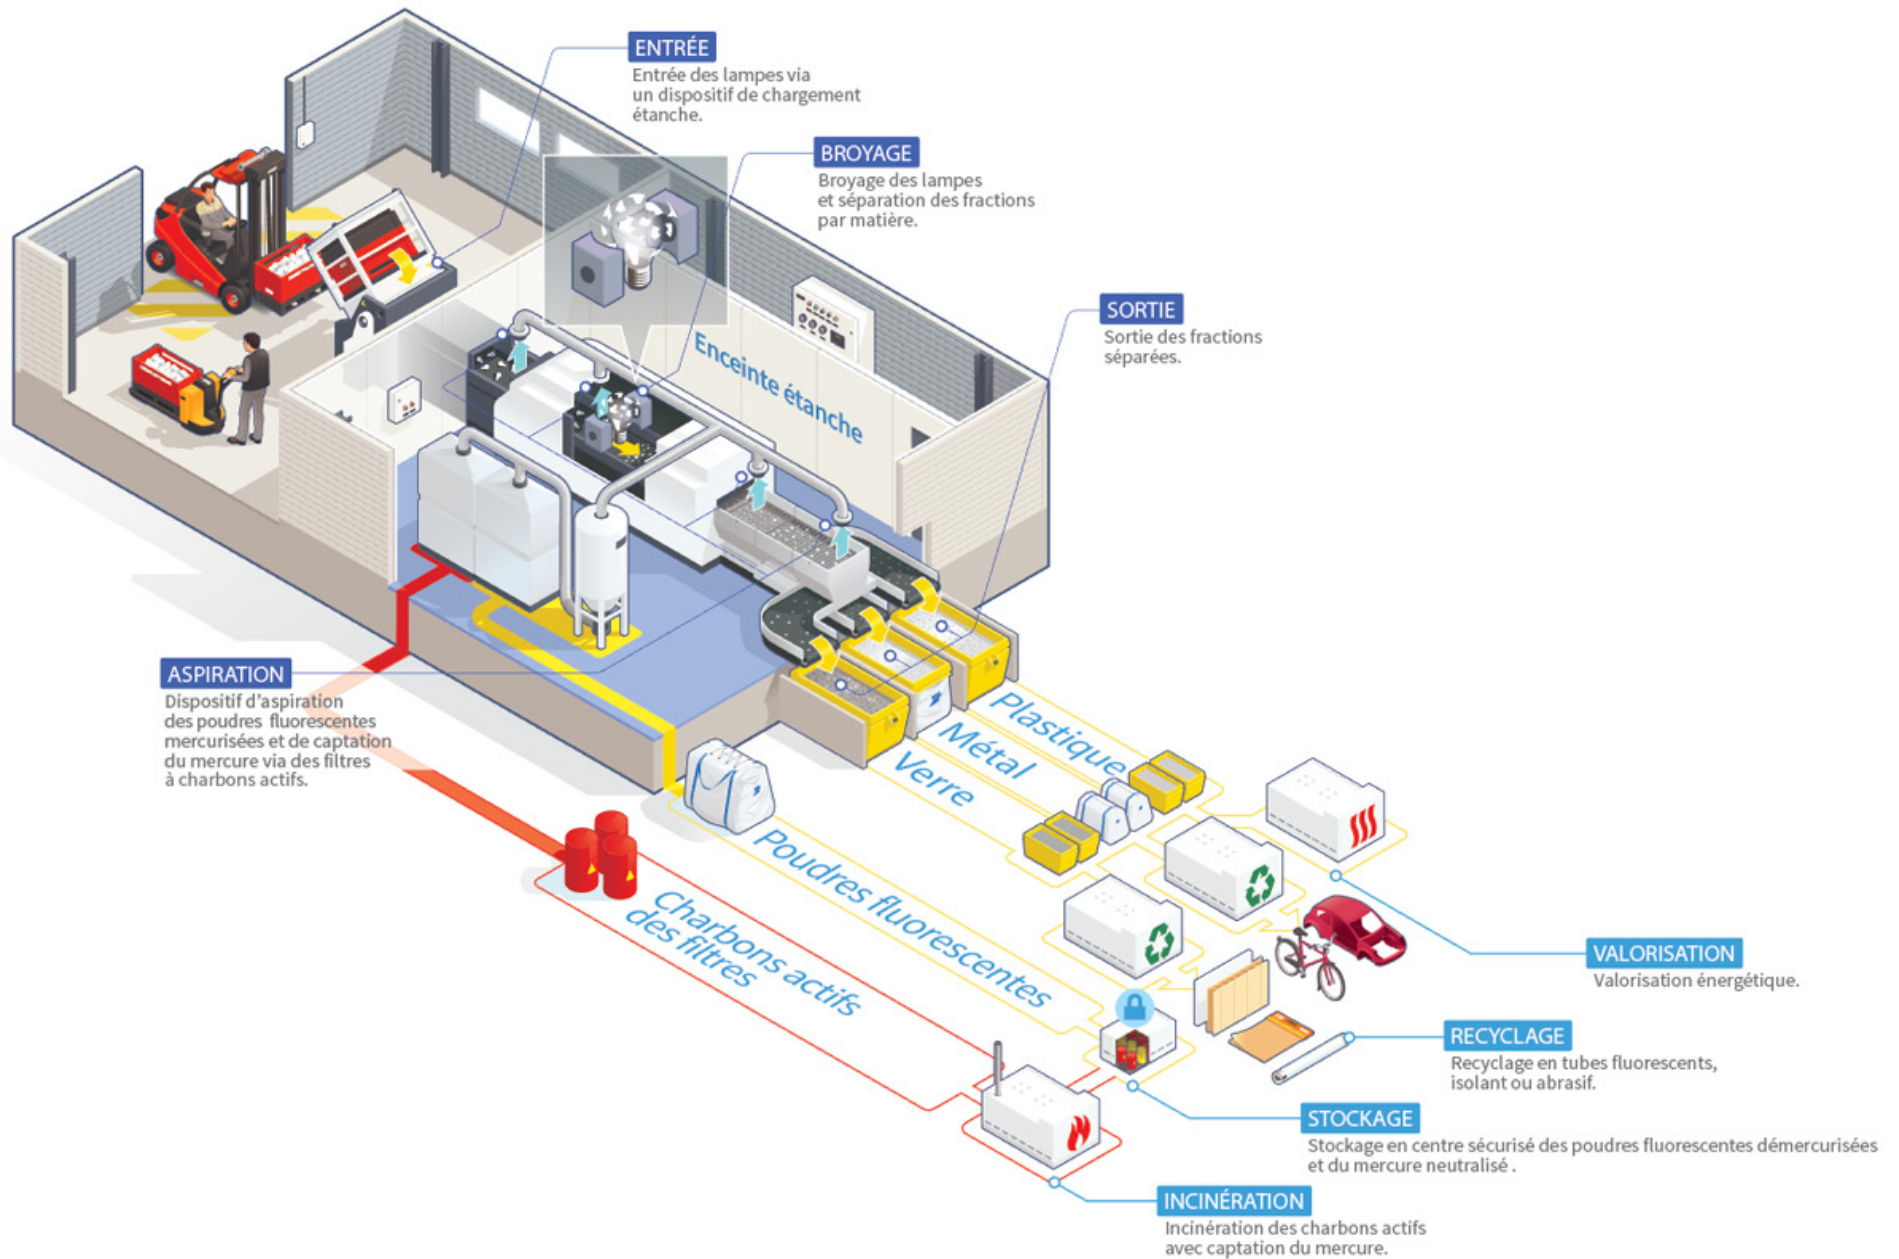 ENTRÉE
Entrée des lampes via
un dispositif de chargement
étanche.
BROYAGE
Broyage des lampes
et séparation des fractions
par matière.
SORTIE
Sortie des fractions
séparées.
Enceinte étanche
ASPIRATION
Dispositif d'aspiration
des poudres fluorescentes
mercurisées et de captation
du mercure via des filtres
à charbons actifs.
Plastique
Métal
Verre
Poudres fluorescentes
Charbons actifs
des filtres
VALORISATION
Valorisation énergétique.
RECYCLAGE
Recyclage en tubes fluorescents,
isolant ou abrasif.
STOCKAGE
Stockage en centre sécurisé des poudres fluorescentes démercurisées
et du mercure neutralisé .
INCINÉRATION
Incinération des charbons actifs
avec captation du mercure.